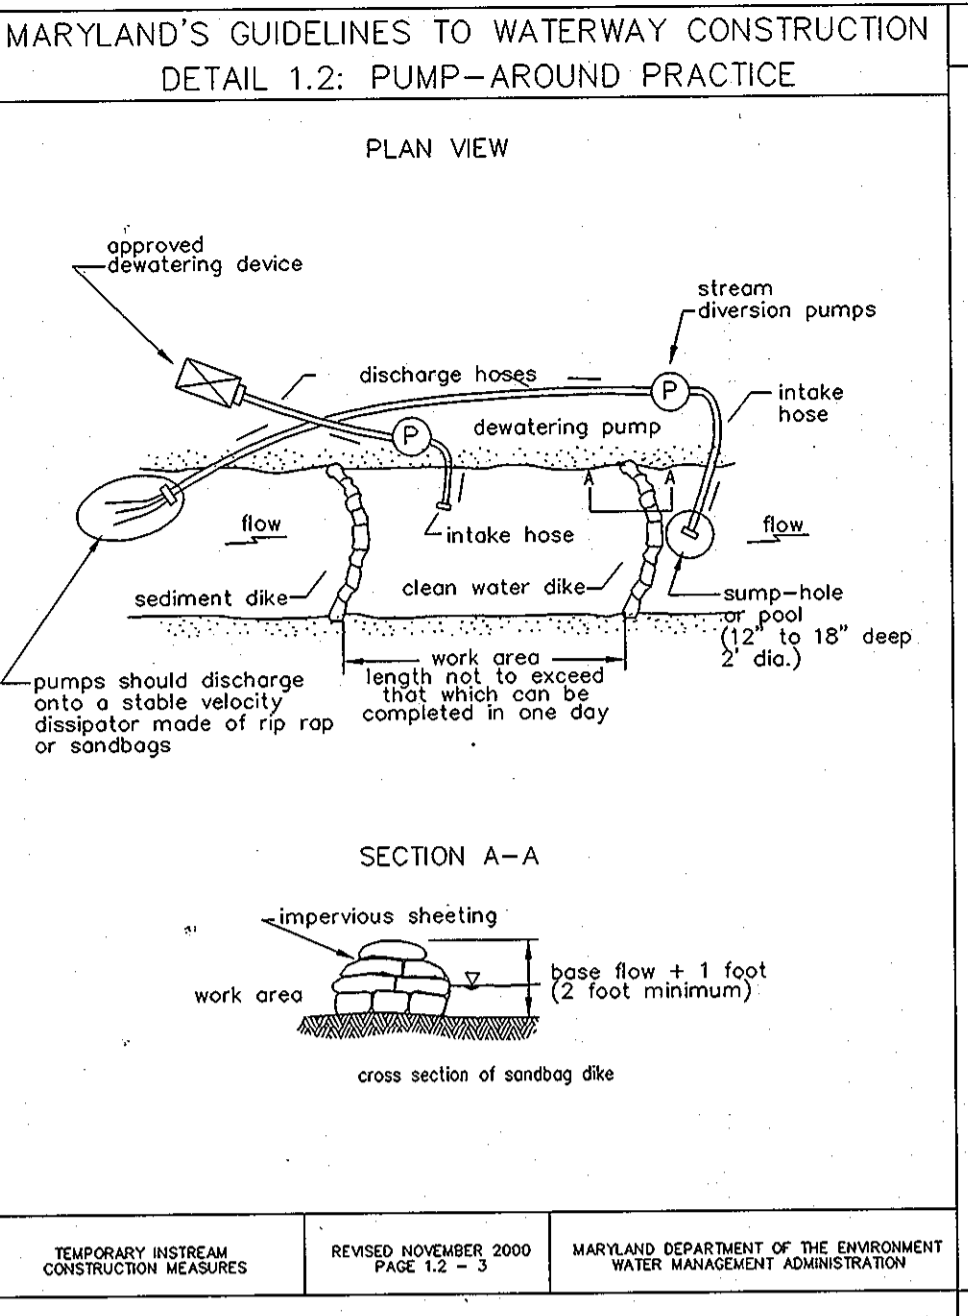 MARYLAND'S GUIDELINES TO WATERWAY CONSTRUCTION
DETAIL 1.2: PUMP-AROUND PRACTICE
PLAN VIEW
approved
dewatering device
stream
diversion pumps
discharge hoses
P
intake
hose
P
dewatering pump
A
A
flow
intake hose
flow
sediment dike
clean water dike
sump-hole
or pool
(12" to 18" deep
2' dia.)
work area
length not to exceed
that which can be
completed in one day
pumps should discharge
onto a stable velocity
dissipator made of rip rap
or sandbags
SECTION A-A
impervious sheeting
work area
base flow + 1 foot
(2 foot minimum)
cross section of sandbag dike
TEMPORARY INSTREAM
CONSTRUCTION MEASURES
REVISED NOVEMBER 2000
PAGE 1.2 - 3
MARYLAND DEPARTMENT OF THE ENVIRONMENT
WATER MANAGEMENT ADMINISTRATION